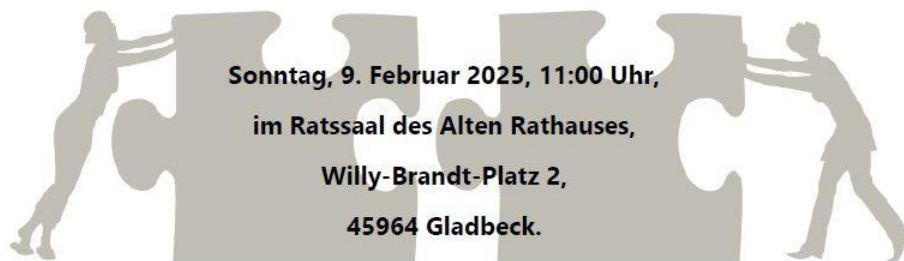 Sonntag, 9. Februar 2025, 11:00 Uhr,
im Ratssaal des Alten Rathauses,
Willy-Brandt-Platz 2,
45964 Gladbeck.